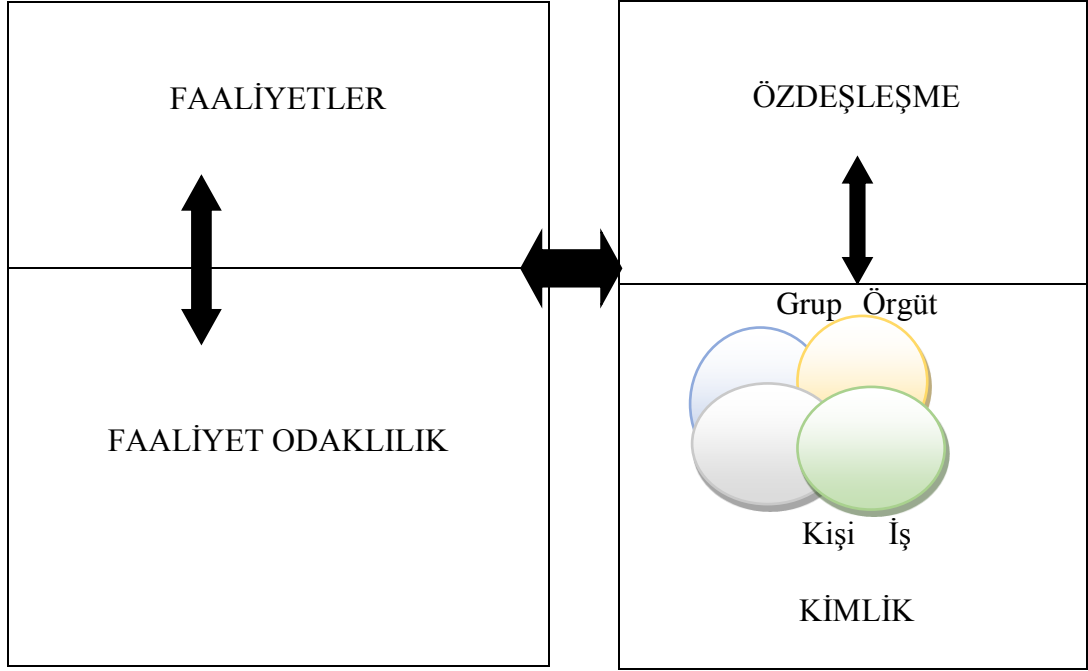 FAALİYETLER
FAALİYET ODAKLILIK
ÖZDEŞLEŞME
Grup Örgüt
Kişi İş
KİMLİK